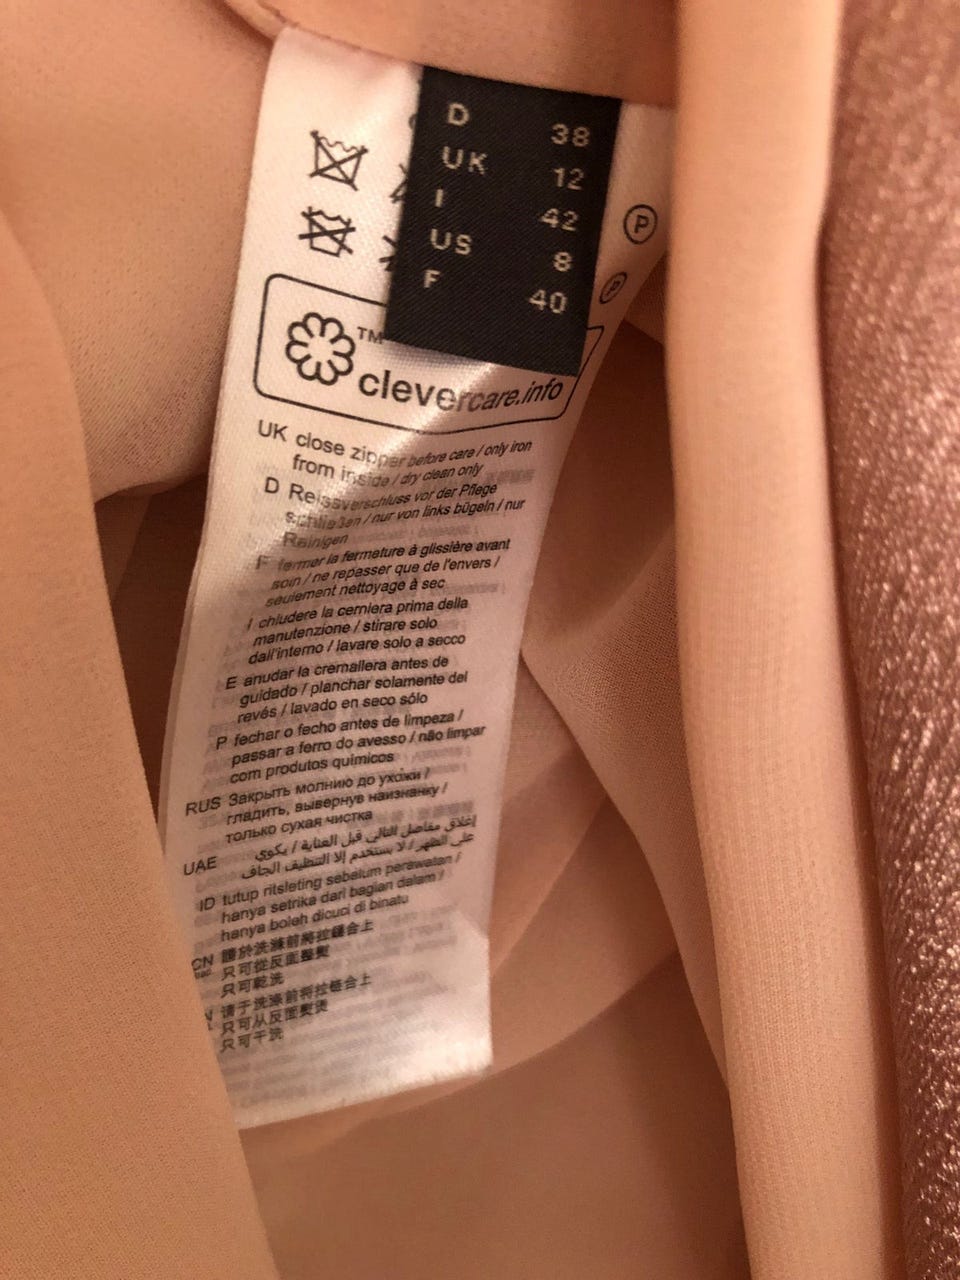 D 38
UK 12
I 42
US 8
F 40
P
P
TM
clevercare.info
UK close zipper before care / only iron
from inside / dry clean only
D Reissverschluss vor der Pflege
schließen / nur von links bügeln / nur
Reinigen
F fermer la fermeture à glissière avant
soin / ne repasser que de l'envers /
seulement nettoyage à sec
I chiudere la cerniera prima della
manutenzione / stirare solo
dall'interno / lavare solo a secco
E anudar la cremallera antes de
guidado / planchar solamente del
revés / lavado en seco sólo
P fechar o fecho antes de limpeza /
passar a ferro do avesso / não limpar
com produtos quimicos
RUS Закрыть молнию до ухожи /
гладить, вывернув наизнанку /
только сухая чистка
UAE إغلاق مفاصل التالي قبل العناية / يكوي
على الظهر / لا يستخدم إلا التنظيف الجاف
ID tutup ritsleting sebelum perawatan /
hanya setrika dari bagian dalam /
hanya boleh dicuci di binatu
CN 請於洗滌前將拉鏈合上
只可從反面整熨
只可乾洗
请于洗涤前将拉链合上
只可从反面熨烫
只可干洗